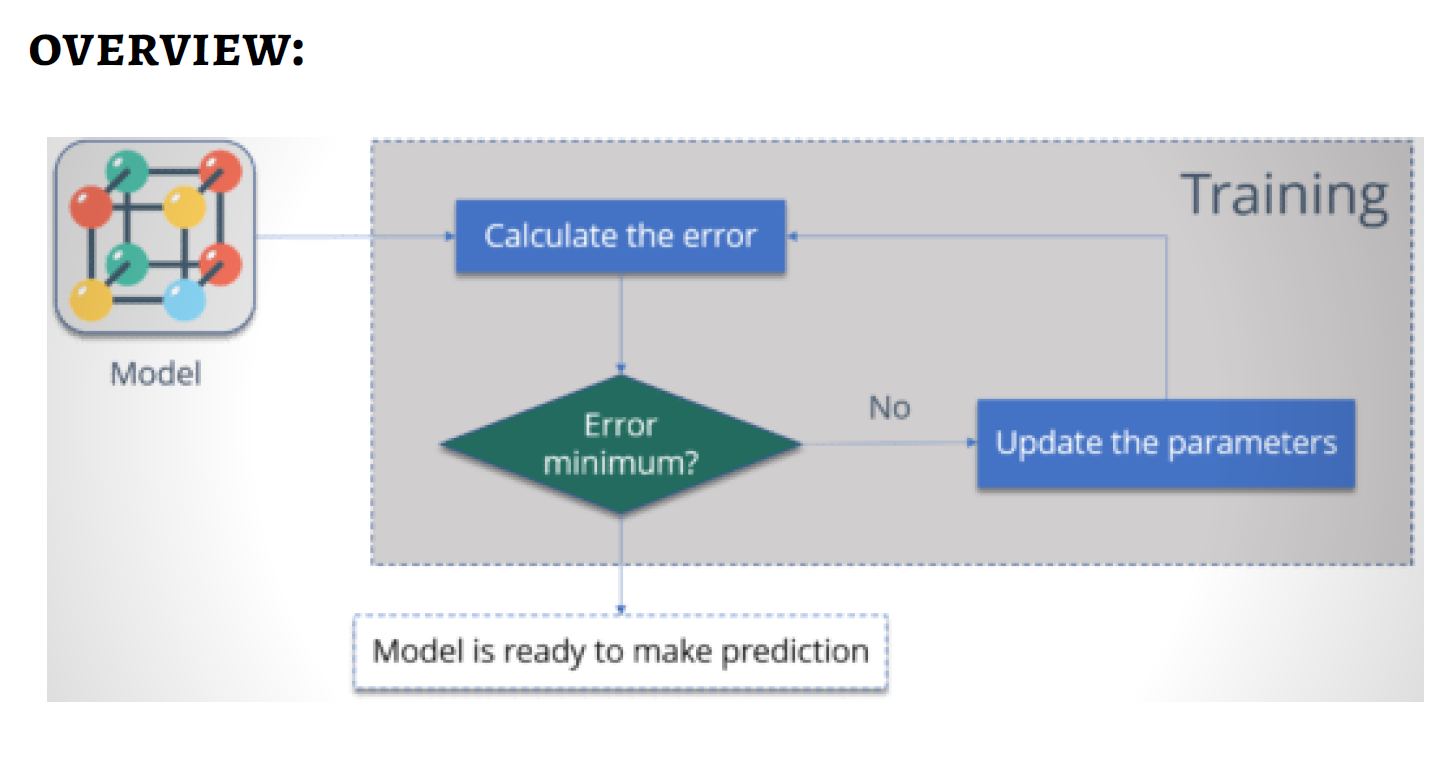 OVERVIEW:
Training
Calculate the error
Model
Error
minimum?
No
Update the parameters
Model is ready to make prediction